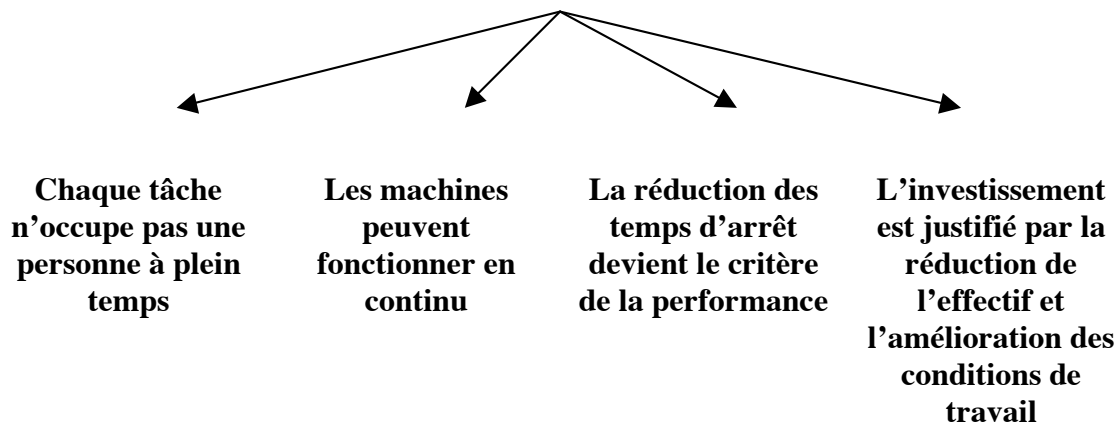 Chaque tâche
n’occupe pas une
personne à plein
temps
Les machines
peuvent
fonctionner en
continu
La réduction des
temps d’arrêt
devient le critère
de la performance
L’investissement
est justifié par la
réduction de
l’effectif et
l’amélioration des
conditions de
travail